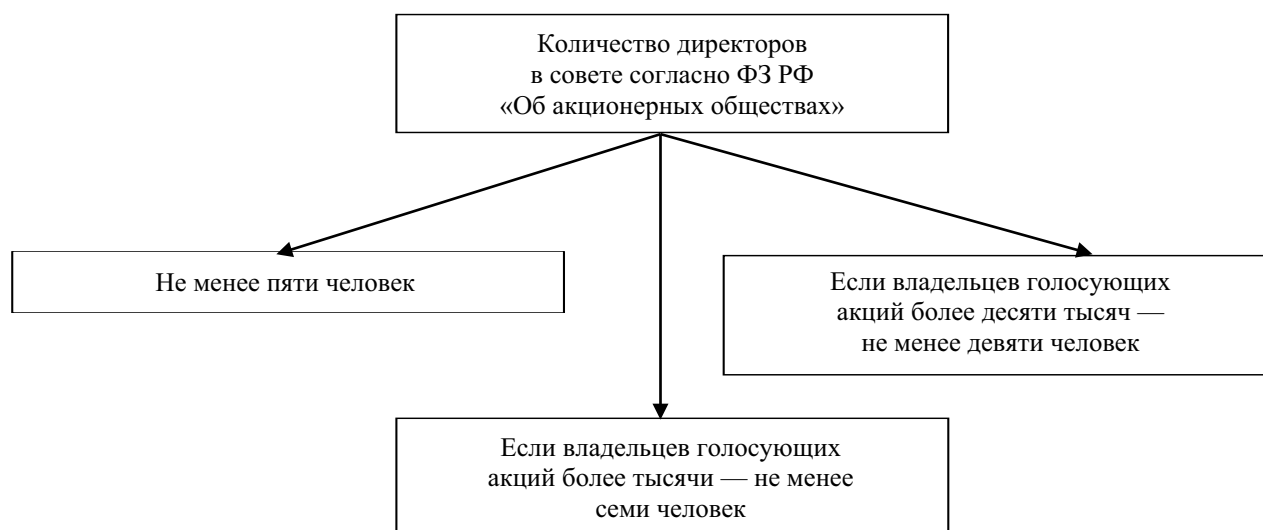 Количество директоров
в совете согласно ФЗ РФ
«Об акционерных обществах»
Не менее пяти человек
Если владельцев голосующих
акций более десяти тысяч —
не менее девяти человек
Если владельцев голосующих
акций более тысячи — не менее
семи человек